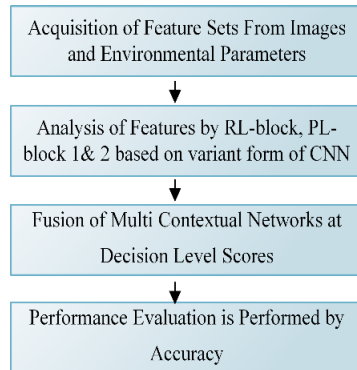 Acquisition of Feature Sets From Images
and Environmental Parameters
Analysis of Features by RL-block, PL-
block 1& 2 based on variant form of CNN
Fusion of Multi Contextual Networks at
Decision Level Scores
Performance Evaluation is Performed by
Accuracy